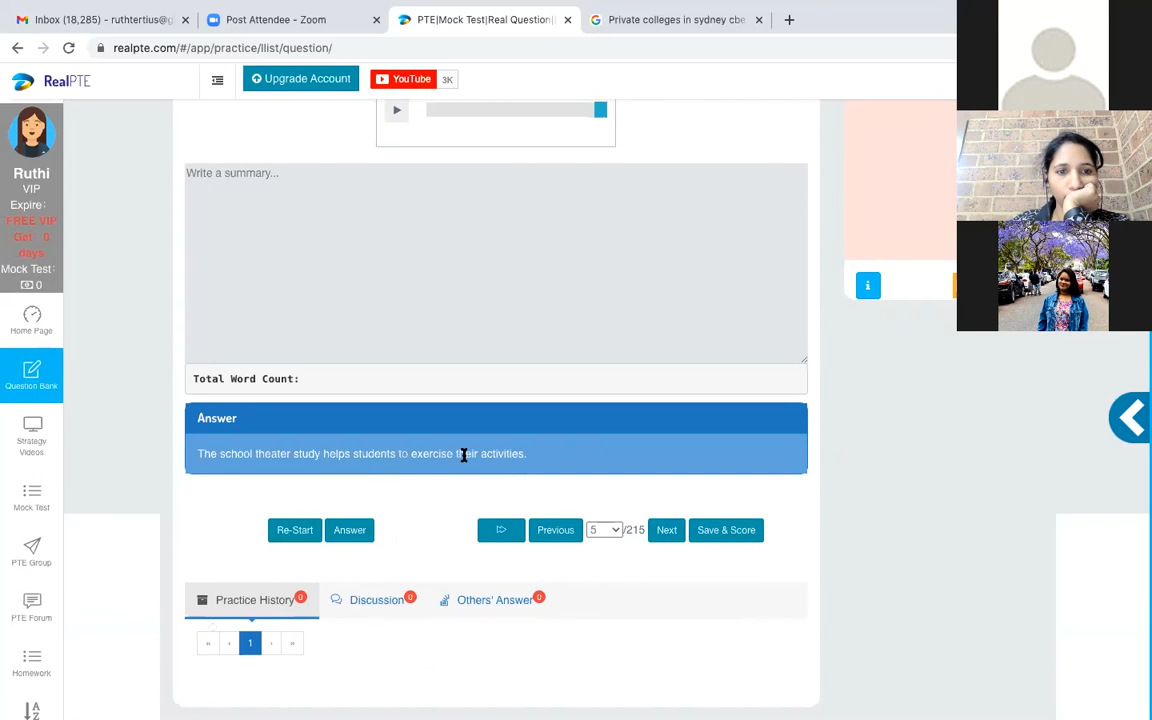 Inbox (18,285) - ruthtertius@g
Post Attendee - Zoom
PTE|Mock Test|Real Question|
Private colleges in sydney cbe
realpte.com/#/app/practice/llist/question/
RealPTE
Upgrade Account
YouTube
3K
Ruthi
VIP
Expire:
FREE VIP
Get 0
days
Mock Test:
0
Home Page
Question Bank
Strategy
Videos
Mock Test
PTE Group
PTE Forum
Homework
Write a summary...
Total Word Count:
Answer
The school theater study helps students to exercise their activities.
Re-Start
Answer
Previous
5
/215
Next
Save & Score
Practice History 0
Discussion 0
Others' Answer 0
« ‹ 1 › »